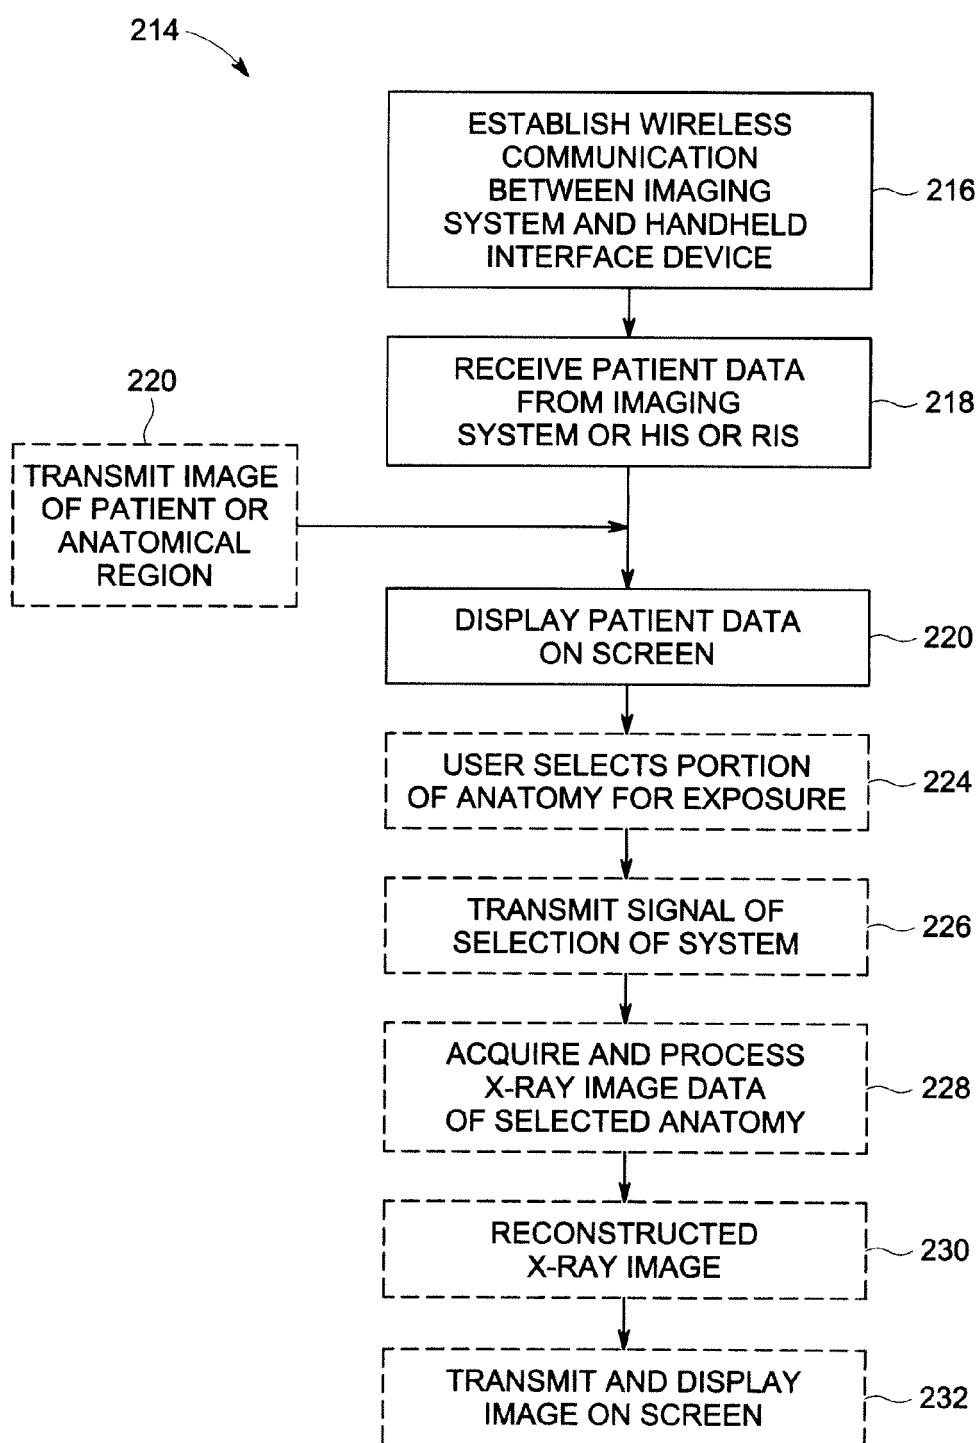 214
ESTABLISH WIRELESS
COMMUNICATION
BETWEEN IMAGING
SYSTEM AND HANDHELD
INTERFACE DEVICE
216
RECEIVE PATIENT DATA
FROM IMAGING
SYSTEM OR HIS OR RIS
218
220
TRANSMIT IMAGE
OF PATIENT OR
ANATOMICAL
REGION
DISPLAY PATIENT DATA
ON SCREEN
220
USER SELECTS PORTION
OF ANATOMY FOR EXPOSURE
224
TRANSMIT SIGNAL OF
SELECTION OF SYSTEM
226
ACQUIRE AND PROCESS
X-RAY IMAGE DATA
OF SELECTED ANATOMY
228
RECONSTRUCTED
X-RAY IMAGE
230
TRANSMIT AND DISPLAY
IMAGE ON SCREEN
232